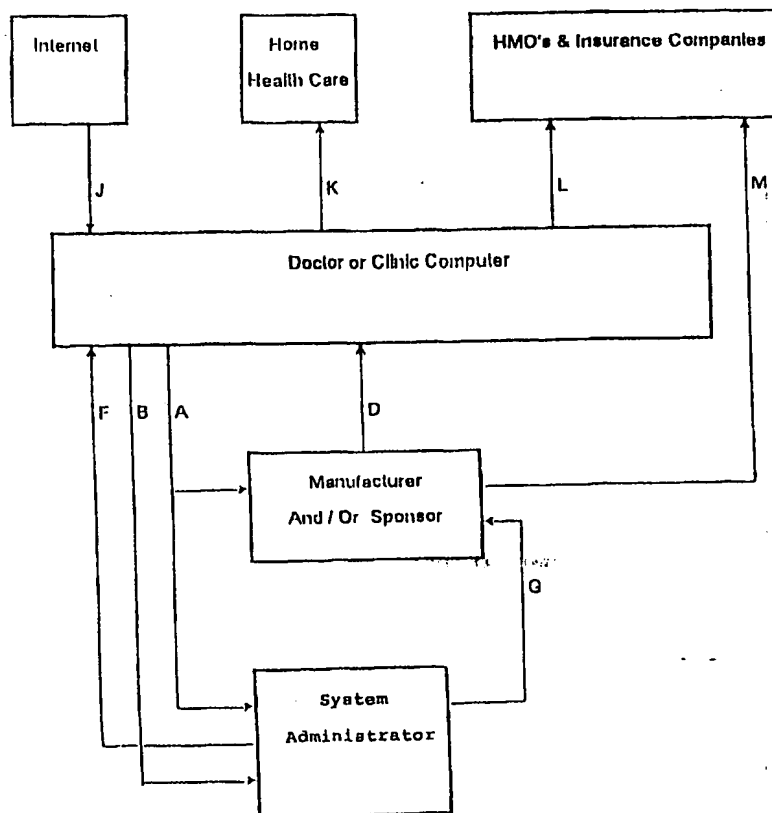 Internet
Home
Health Care
HMO's & Insurance Companies
J
K
L
M
Doctor or Clinic Computer
F
B
A
D
Manufacturer
And / Or Sponsor
G
System
Administrator